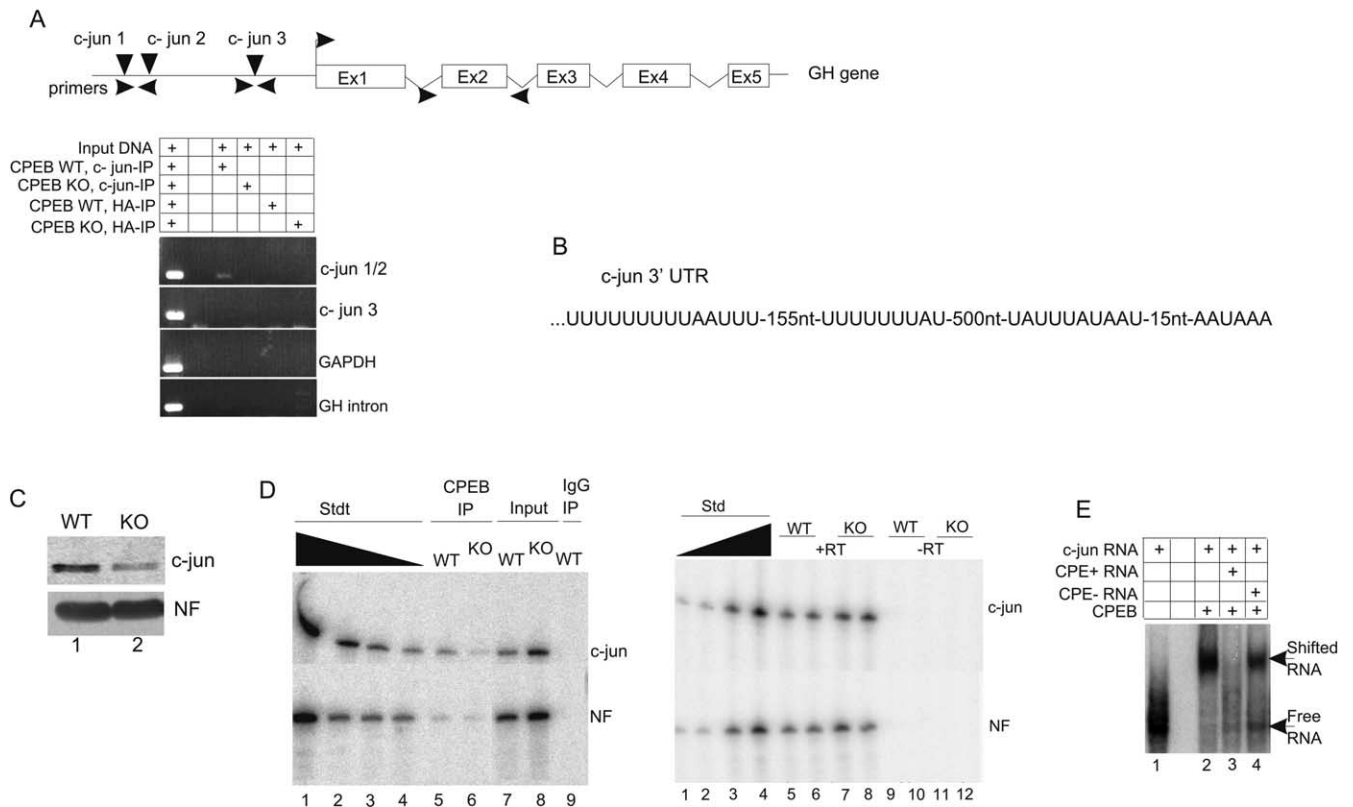 A
c-jun 1
c- jun 2
c- jun 3
primers
Ex1
Ex2
Ex3
Ex4
Ex5
GH gene
Input DNA + + + + +
CPEB WT, c- jun-IP + +
CPEB KO, c-jun-IP + +
CPEB WT, HA-IP + +
CPEB KO, HA-IP + +
c-jun 1/2
c- jun 3
GAPDH
GH intron
B
c-jun 3' UTR
...UUUUUUUUUAAUUU-155nt-UUUUUUUAU-500nt-UAUUUAUAAU-15nt-AAUAAA
C
WT KO
c-jun
NF
1 2
D
Stdt
CPEB
IP
Input
IgG
IP
WT KO WT KO WT
c-jun
NF
1 2 3 4 5 6 7 8 9
Std
WT KO WT KO
+RT -RT
c-jun
NF
1 2 3 4 5 6 7 8 9 10 11 12
E
c-jun RNA + + + +
CPE+ RNA +
CPE- RNA +
CPEB + + +
Shifted
RNA
Free
RNA
1 2 3 4